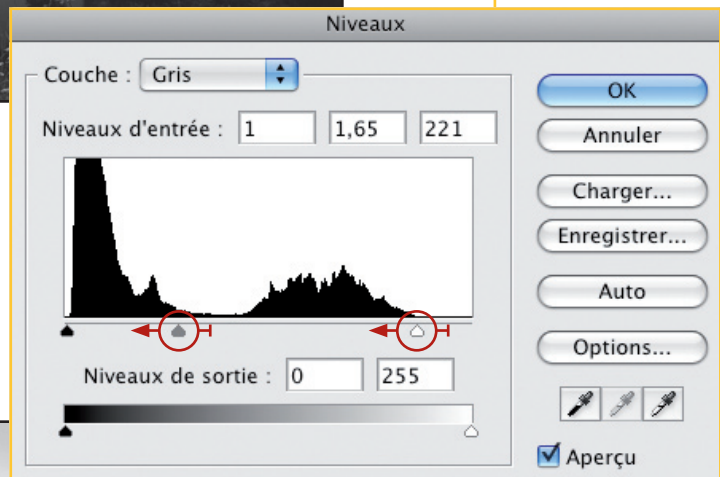 Niveaux
Couche : Gris
Niveaux d'entrée : 1 1,65 221
Niveaux de sortie : 0 255
OK
Annuler
Charger...
Enregistrer...
Auto
Options...
Aperçu